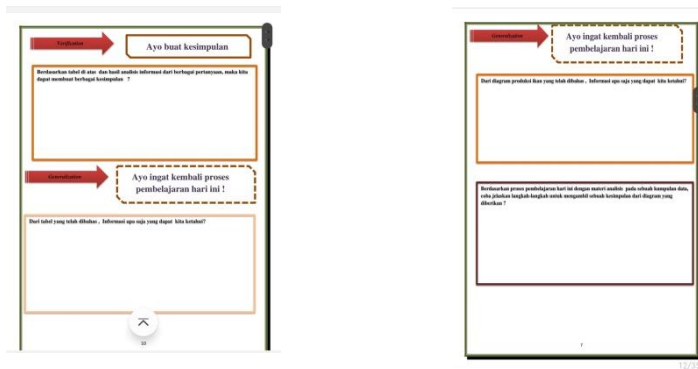 Verification
Ayo buat kesimpulan
Berdasarkan tabel di atas dan hasil analisis informasi dari berbagai pertanyaan, maka kita
dapat membuat berbagai kesimpulan ?
Generalization
Ayo ingat kembali proses
pembelajaran hari ini !
Dari tabel yang telah dibahas , Informasi apa saja yang dapat kita ketahui?
10
Generalization
Ayo ingat kembali proses
pembelajaran hari ini !
Dari diagram produksi ikan yang telah dibahas , Informasi apa saja yang dapat kita ketahui?
Berdasarkan proses pembelajaran hari ini dengan materi analisis pada sebuah kumpulan data,
coba jelaskan langkah-langkah untuk mengambil sebuah kesimpulan dari diagram yang
diberikan ?